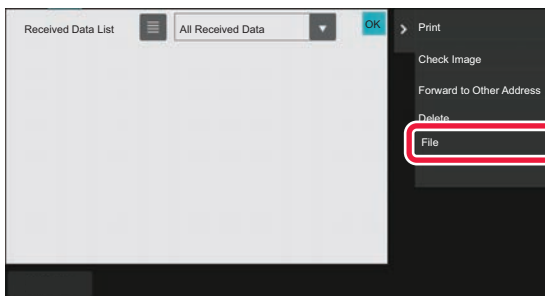 Received Data List
All Received Data
OK
Print
Check Image
Forward to Other Address
Delete
File